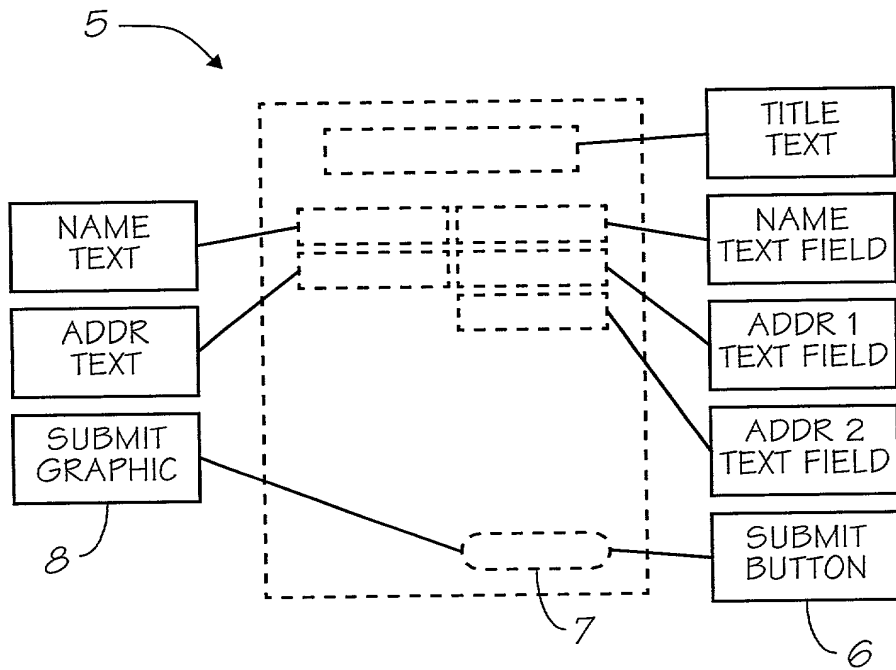 5
TITLE
TEXT
NAME
TEXT
NAME
TEXT FIELD
ADDR
TEXT
ADDR 1
TEXT FIELD
SUBMIT
GRAPHIC
ADDR 2
TEXT FIELD
SUBMIT
BUTTON
8
7
6